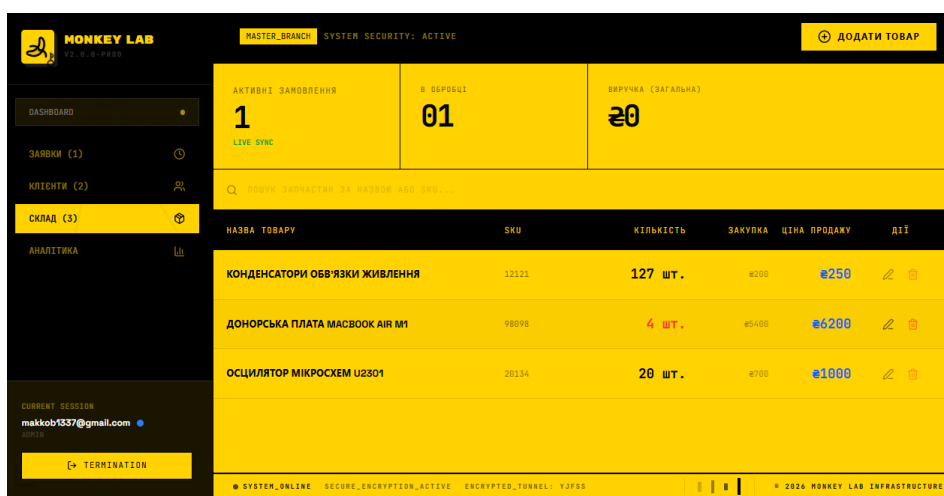 MONKEY LAB
V2.0.0-PROD
MASTER_BRANCH SYSTEM SECURITY: ACTIVE
ДОДАТИ ТОВАР
DASHBOARD
ЗАЯВКИ (1)
КЛІЄНТИ (2)
СКЛАД (3)
АНАЛІТИКА
АКТИВНІ ЗАМОВЛЕННЯ
1
LIVE SYNC
В ОБРОБЦІ
01
ВИРУЧКА (ЗАГАЛЬНА)
₴0
ПОШУК ЗАПЧАСТИН ЗА НАЗВОЮ АБО SKU...
НАЗВА ТОВАРУ SKU КІЛЬКІСТЬ ЗАКУПКА ЦІНА ПРОДАЖУ ДІЇ
КОНДЕНСАТОРИ ОБВ'ЯЗКИ ЖИВЛЕННЯ 12121 127 шт. ₴200 ₴250
ДОНОРСЬКА ПЛАТА MACBOOK AIR M1 98098 4 шт. ₴5400 ₴6200
ОСЦИЛЯТОР МІКРОСХЕМ U2301 20134 20 шт. ₴700 ₴1000
CURRENT SESSION
makkob1337@gmail.com
ADMIN
TERMINATION
SYSTEM_ONLINE SECURE_ENCRYPTION_ACTIVE ENCRYPTED_TUNNEL: YJFSS
© 2026 MONKEY LAB INFRASTRUCTURE